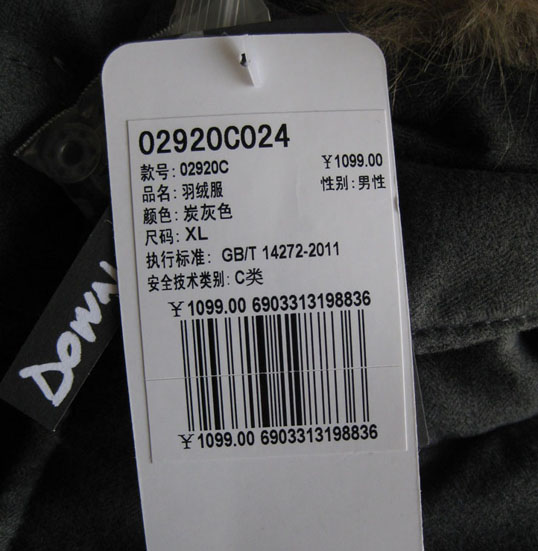 02920C024
款号: 02920C ¥1099.00
品名: 羽绒服 性别: 男性
颜色: 炭灰色
尺码: XL
执行标准: GB/T 14272-2011
安全技术类别: C类
¥1099.00 6903313198836
¥1099.00 6903313198836
DOWN